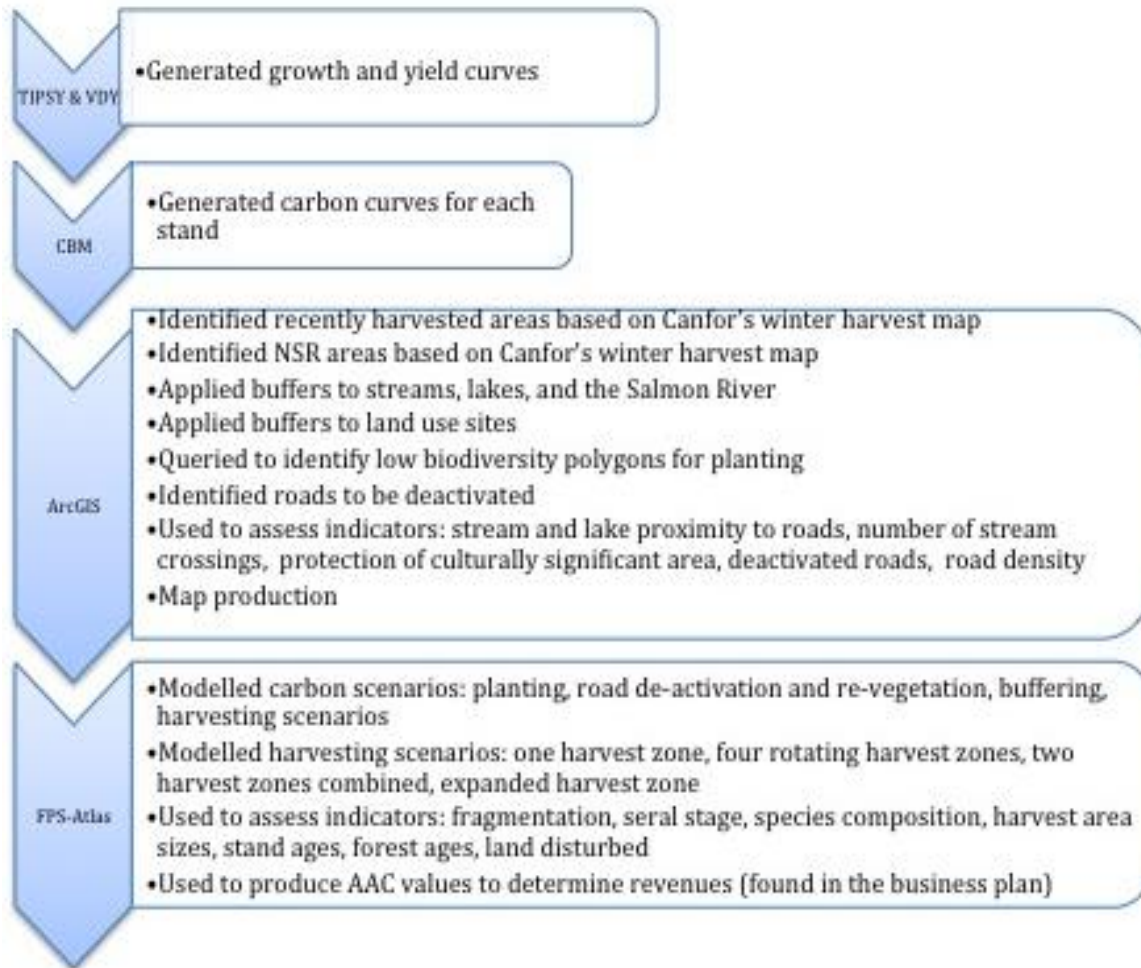 •Generated growth and yield curves
TIPSY & VDY
•Generated carbon curves for each
stand
CBM
•Identified recently harvested areas based on Canfor's winter harvest map
•Identified NSR areas based on Canfor's winter harvest map
•Applied buffers to streams, lakes, and the Salmon River
•Applied buffers to land use sites
•Queried to identify low biodiversity polygons for planting
•Identified roads to be deactivated
•Used to assess indicators: stream and lake proximity to roads, number of stream
crossings, protection of culturally significant area, deactivated roads, road density
•Map production
ArcGIS
•Modelled carbon scenarios: planting, road de-activation and re-vegetation, buffering,
harvesting scenarios
•Modelled harvesting scenarios: one harvest zone, four rotating harvest zones, two
harvest zones combined, expanded harvest zone
•Used to assess indicators: fragmentation, seral stage, species composition, harvest area
sizes, stand ages, forest ages, land disturbed
•Used to produce AAC values to determine revenues (found in the business plan)
FPS-Atlas